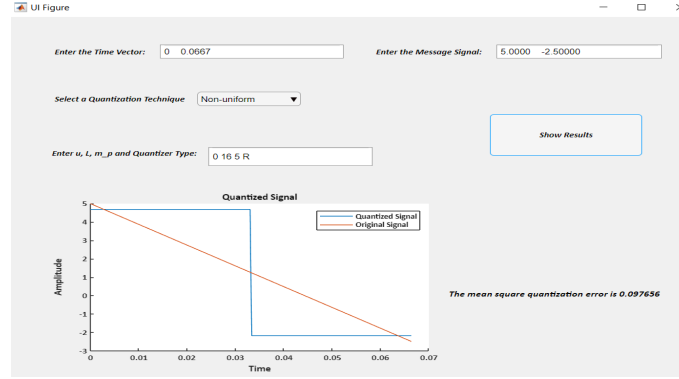 UI Figure
Enter the Time Vector: 0 0.0667 Enter the Message Signal: 5.0000 -2.50000
Select a Quantization Technique Non-uniform
Show Results
Enter u, L, m_p and Quantizer Type: 0 16 5 R
Quantized Signal
Quantized Signal
Original Signal
5
4
3
2
1
0
-1
-2
-3
Amplitude
The mean square quantization error is 0.097656
0 0.01 0.02 0.03 0.04 0.05 0.06 0.07
Time